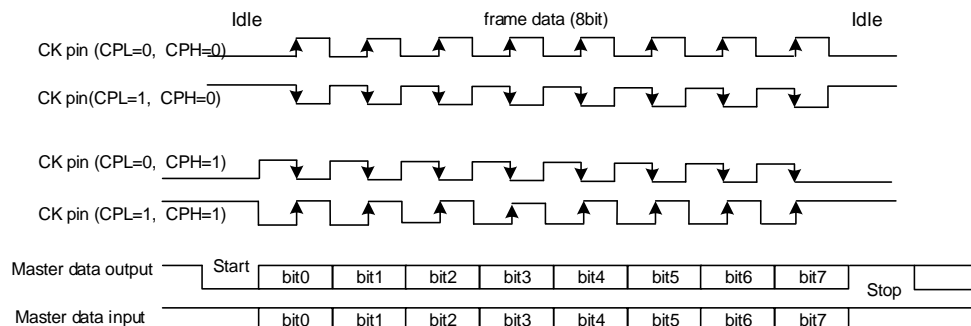 Idle frame data (8bit) Idle
CK pin (CPL=0, CPH=0)
CK pin(CPL=1, CPH=0)
CK pin (CPL=0, CPH=1)
CK pin (CPL=1, CPH=1)
Master data output Start bit0 bit1 bit2 bit3 bit4 bit5 bit6 bit7 Stop
Master data input bit0 bit1 bit2 bit3 bit4 bit5 bit6 bit7